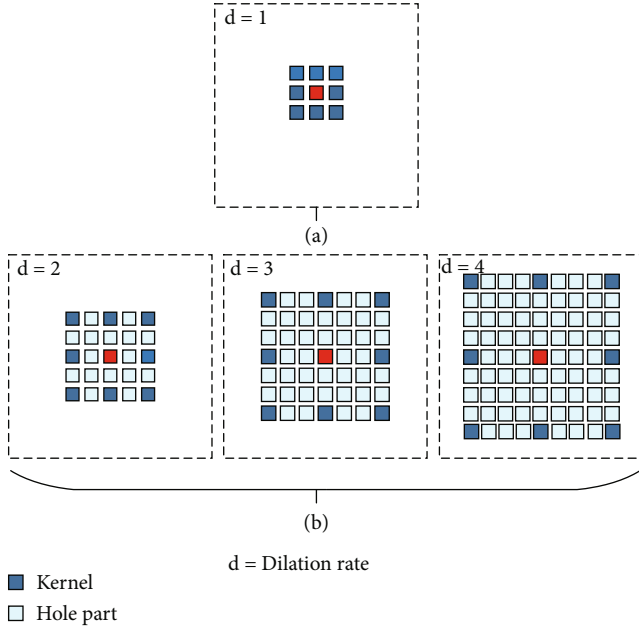 d = 1
(a)
d = 2
d = 3
d = 4
(b)
d = Dilation rate
Kernel
Hole part